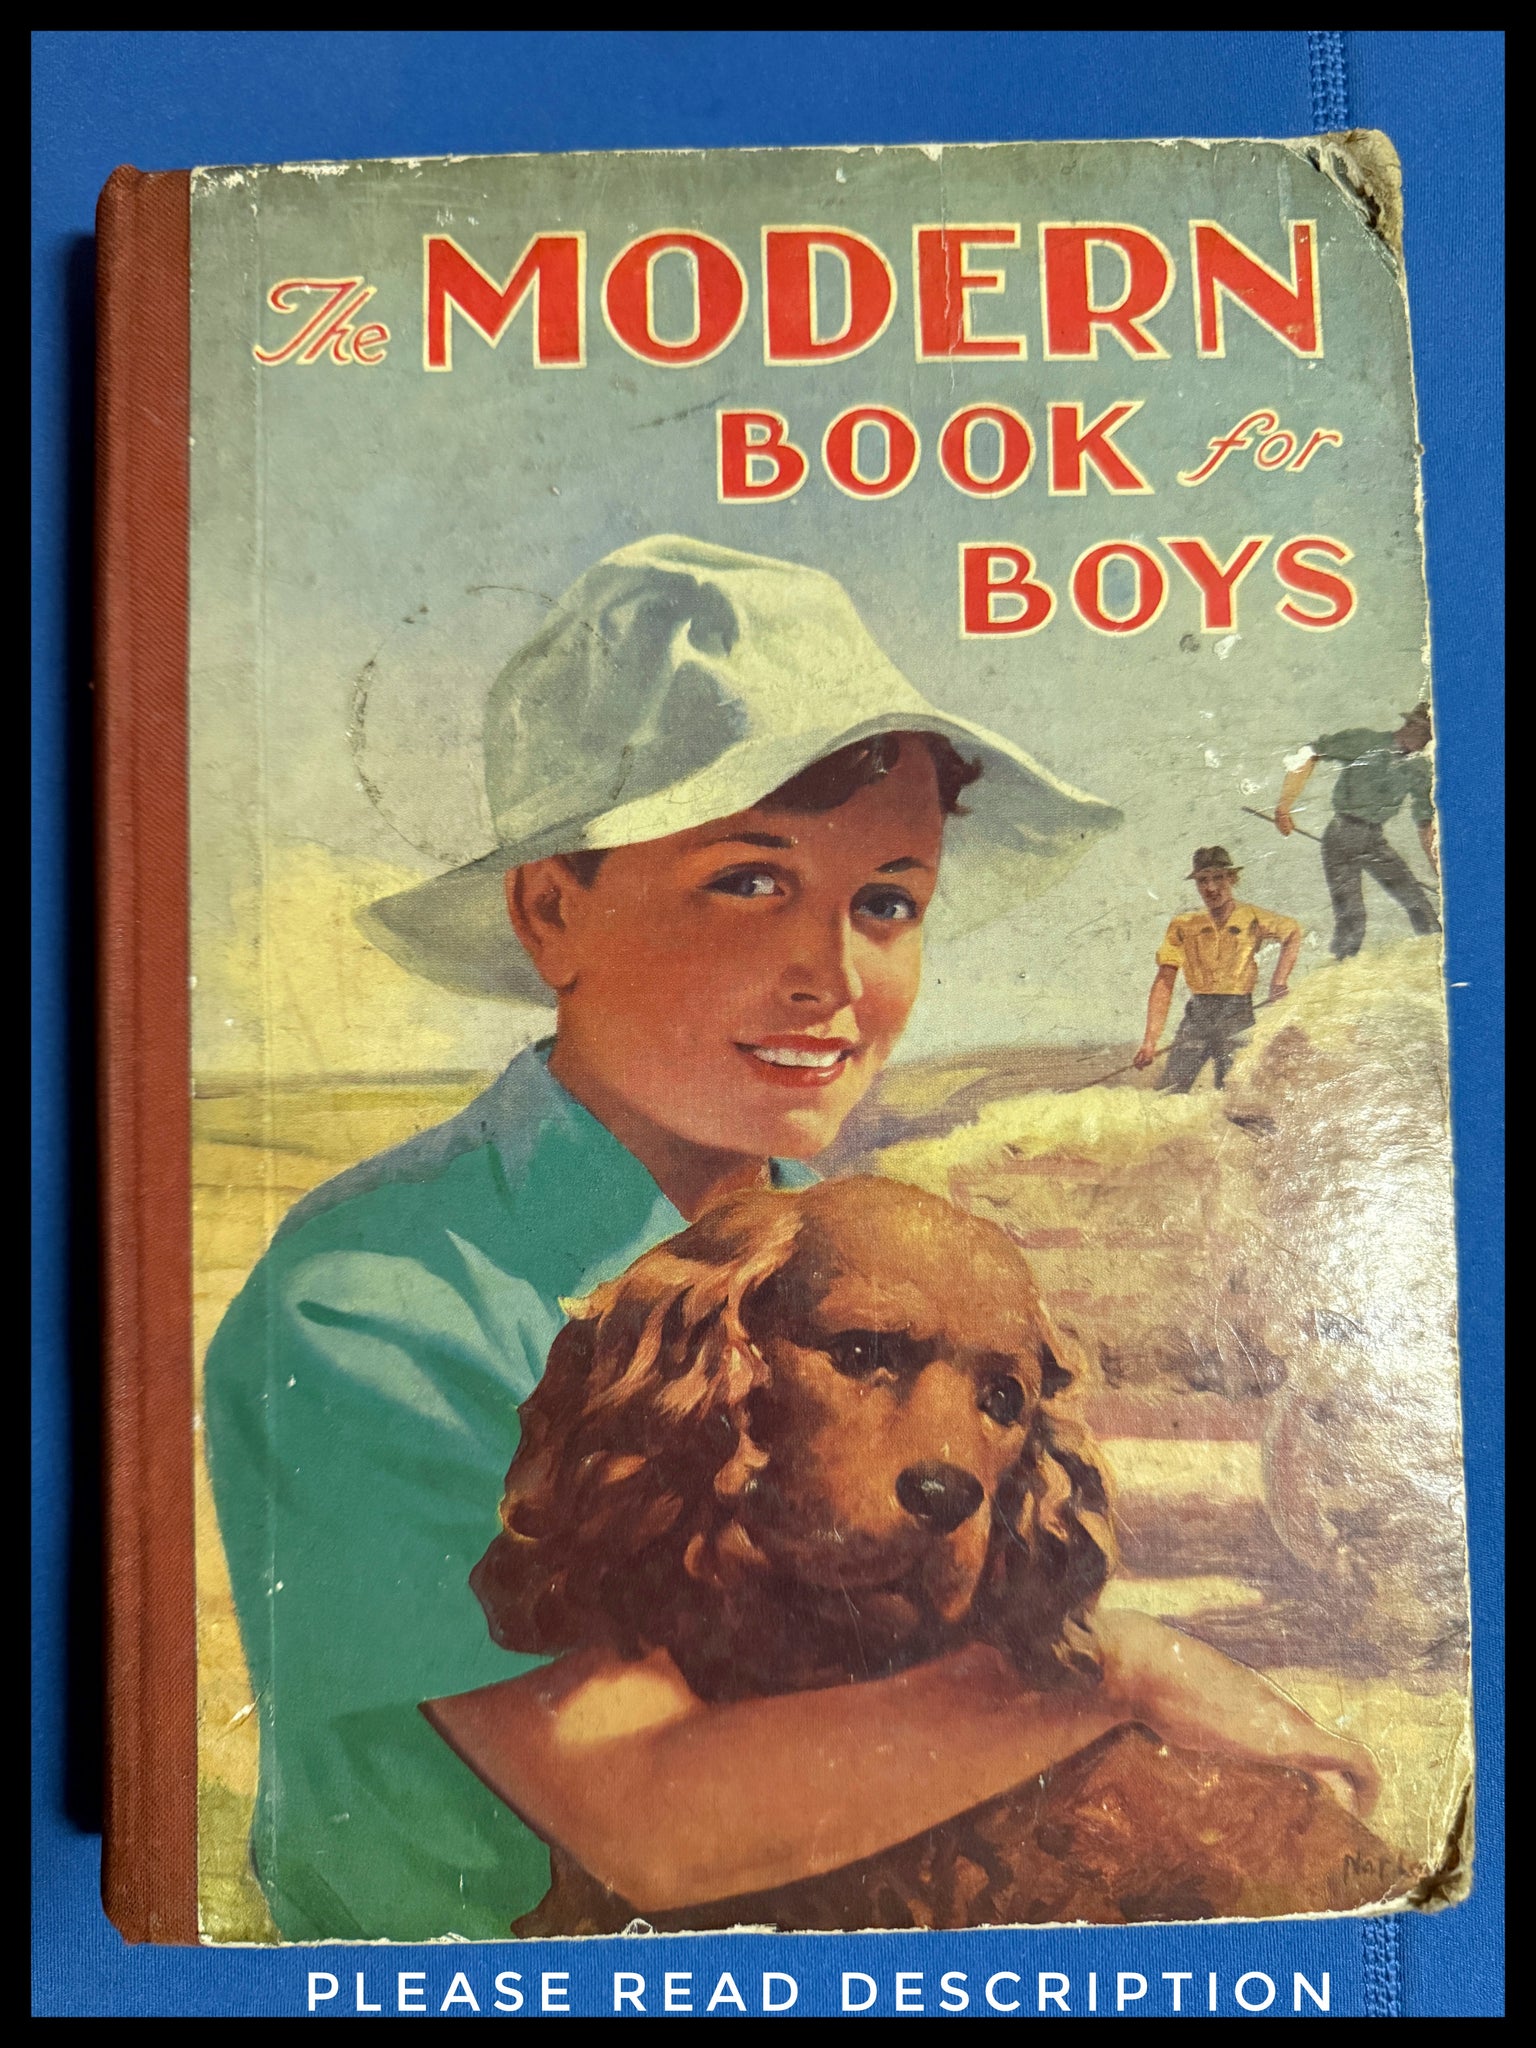 The MODERN
BOOK for
BOYS
PLEASE READ DESCRIPTION